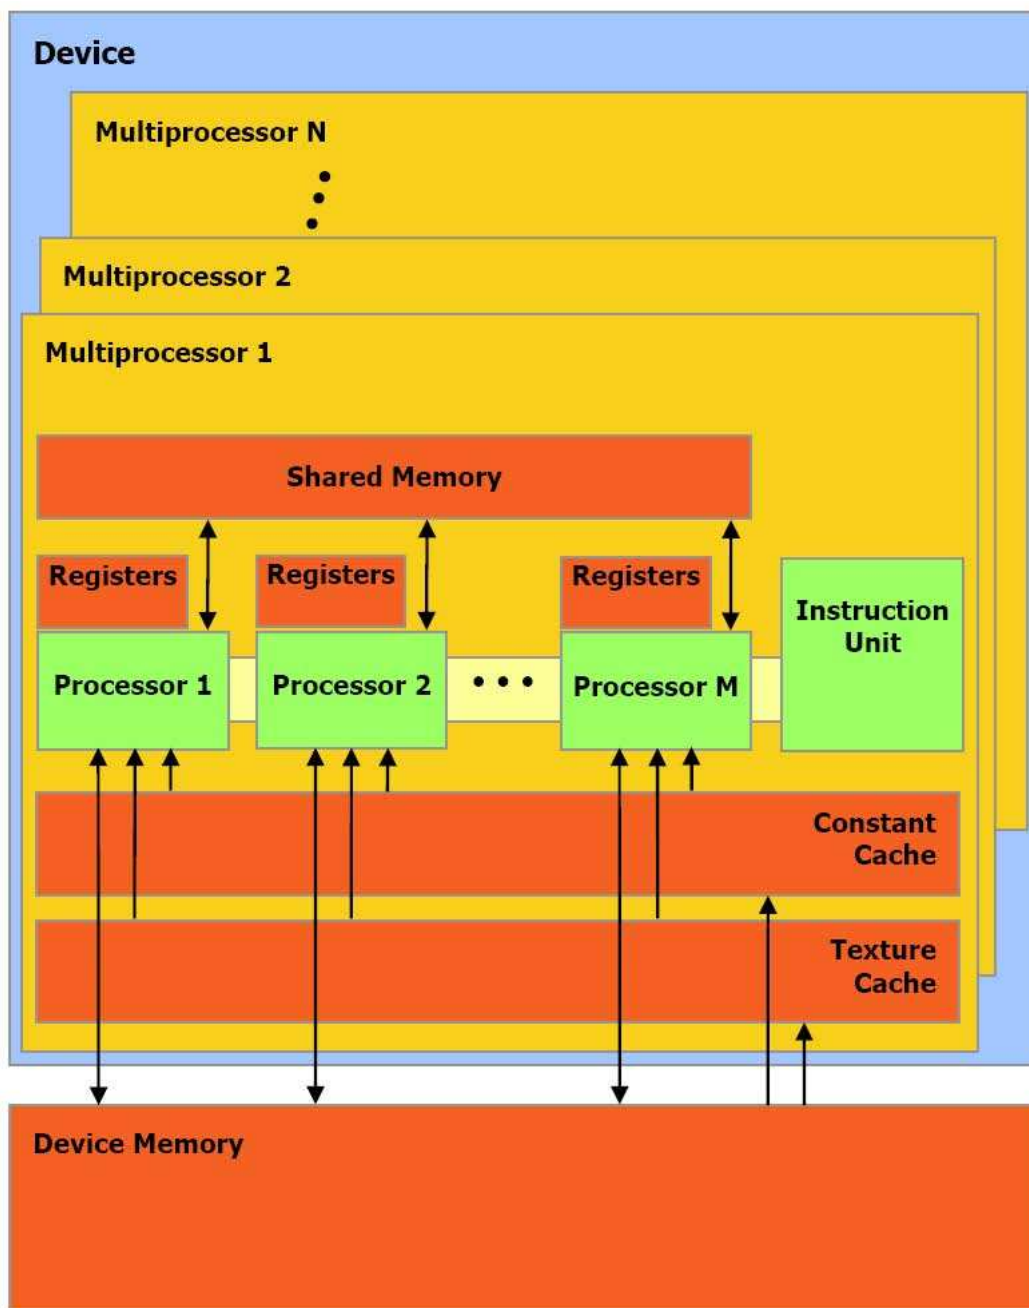 Device
Multiprocessor N
Multiprocessor 2
Multiprocessor 1
Shared Memory
Registers
Registers
Registers
Instruction
Unit
Processor 1
Processor 2
Processor M
Constant
Cache
Texture
Cache
Device Memory